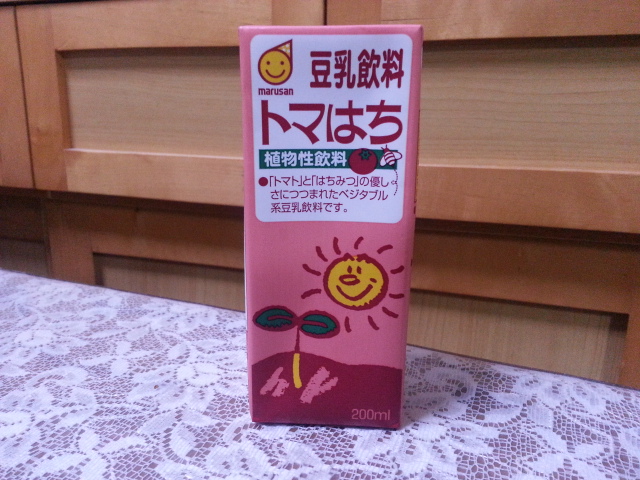 marusan
豆乳飲料
トマはち
植物性飲料
●「トマト」と「はちみつ」の優し
さにつつまれたベジタブル
系豆乳飲料です。
200ml